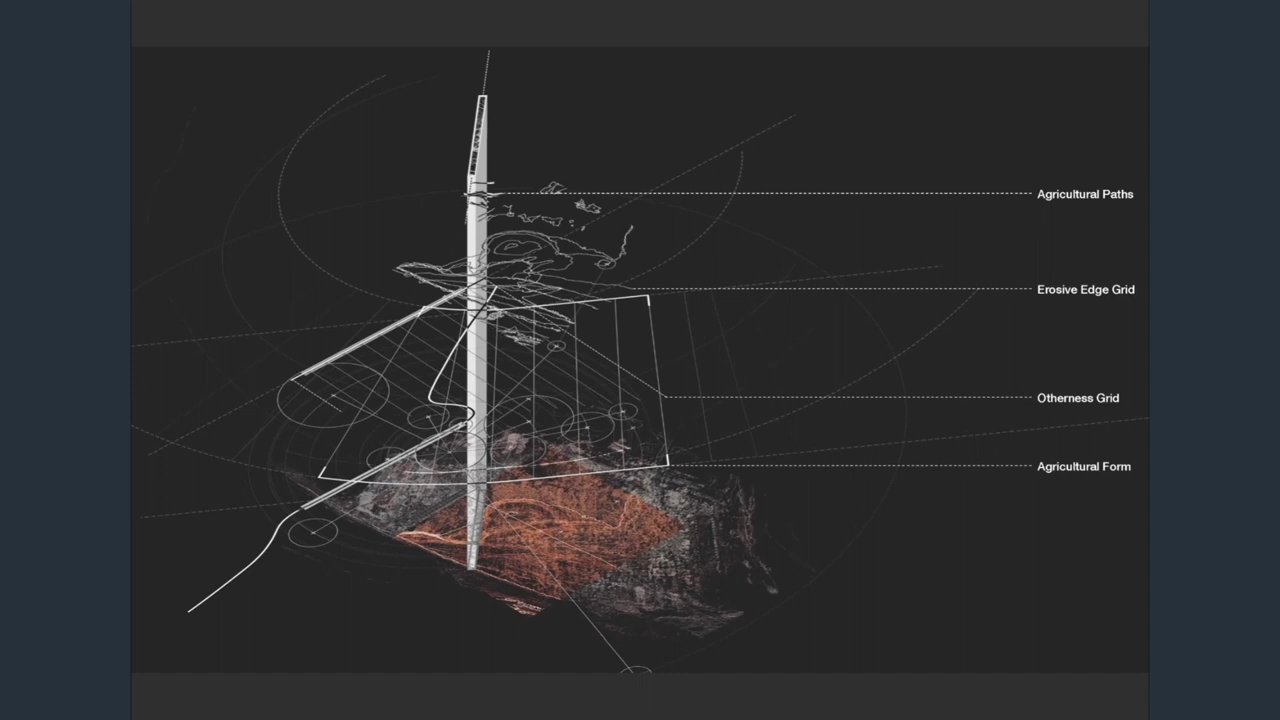 Agricultural Paths
Erosive Edge Grid
Otherness Grid
Agricultural Form